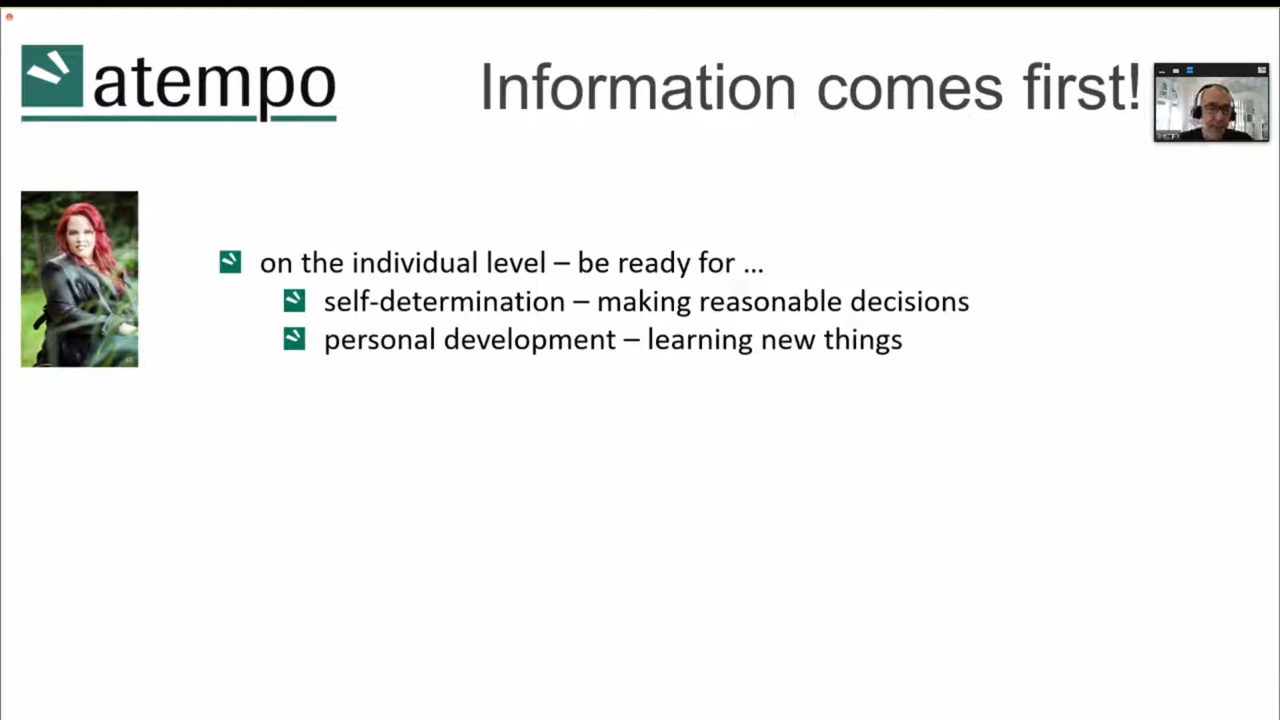 atempo
Information comes first!
on the individual level – be ready for ...
self-determination – making reasonable decisions
personal development – learning new things